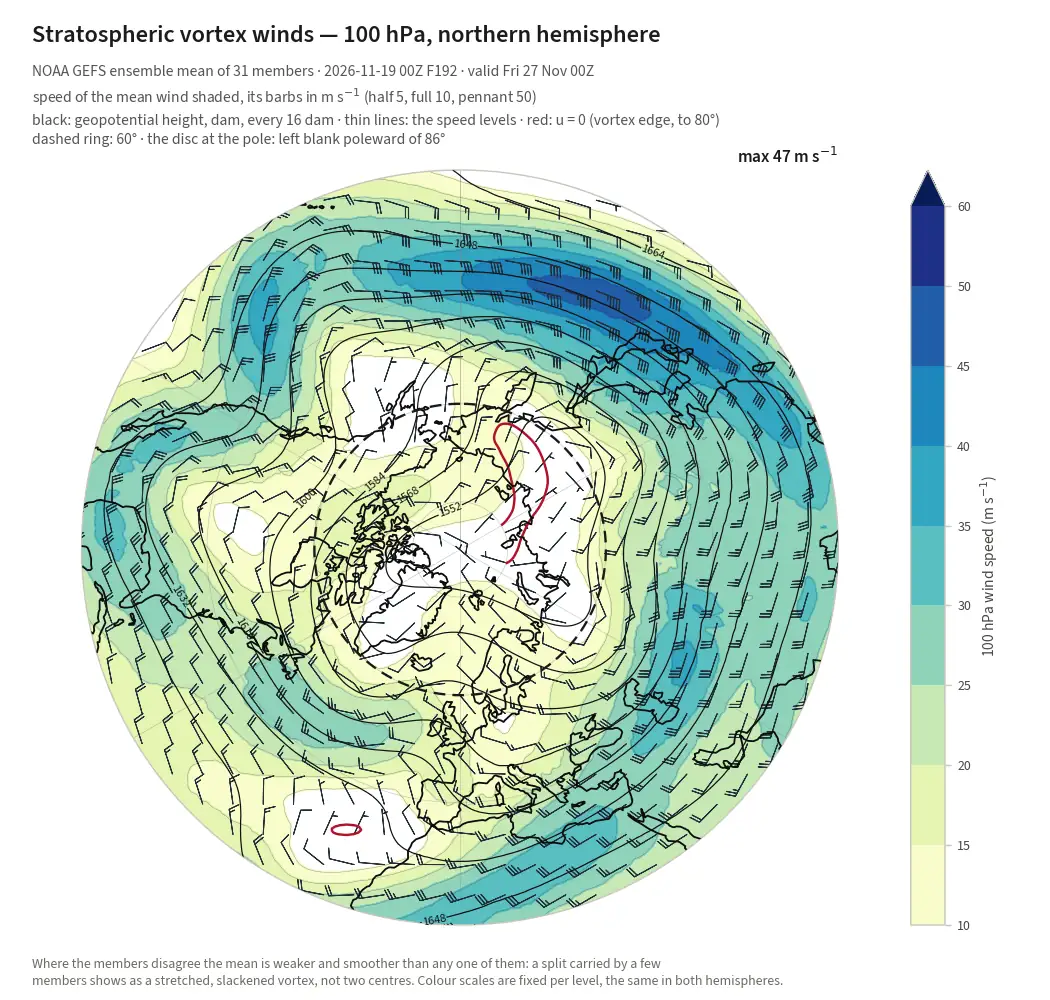 Stratospheric vortex winds — 100 hPa, northern hemisphere
NOAA GEFS ensemble mean of 31 members · 2026-11-19 00Z F192 · valid Fri 27 Nov 00Z
speed of the mean wind shaded, its barbs in m s⁻¹ (half 5, full 10, pennant 50)
black: geopotential height, dam, every 16 dam · thin lines: the speed levels · red: u = 0 (vortex edge, to 80°)
dashed ring: 60° · the disc at the pole: left blank poleward of 86°
max 47 m s⁻¹
1648
1664
1584
1568
1600
1552
1632
1648
60
50
45
40
35
30
25
20
15
10
100 hPa wind speed (m s⁻¹)
Where the members disagree the mean is weaker and smoother than any one of them: a split carried by a few
members shows as a stretched, slackened vortex, not two centres. Colour scales are fixed per level, the same in both hemispheres.